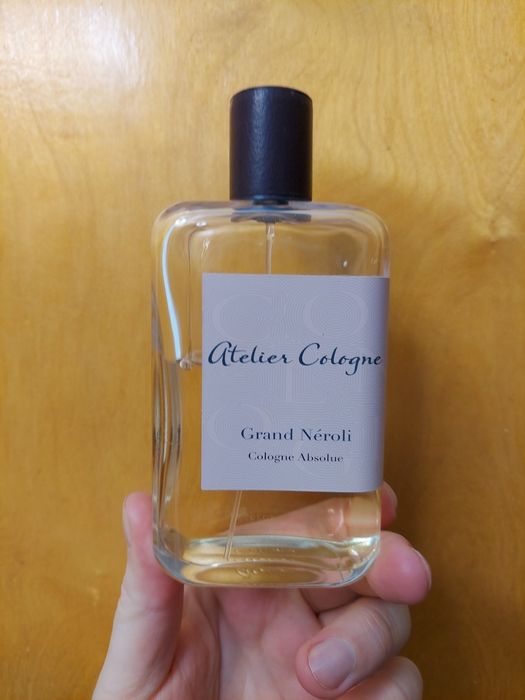 Atelier Cologne
Grand Néroli
Cologne Absolue